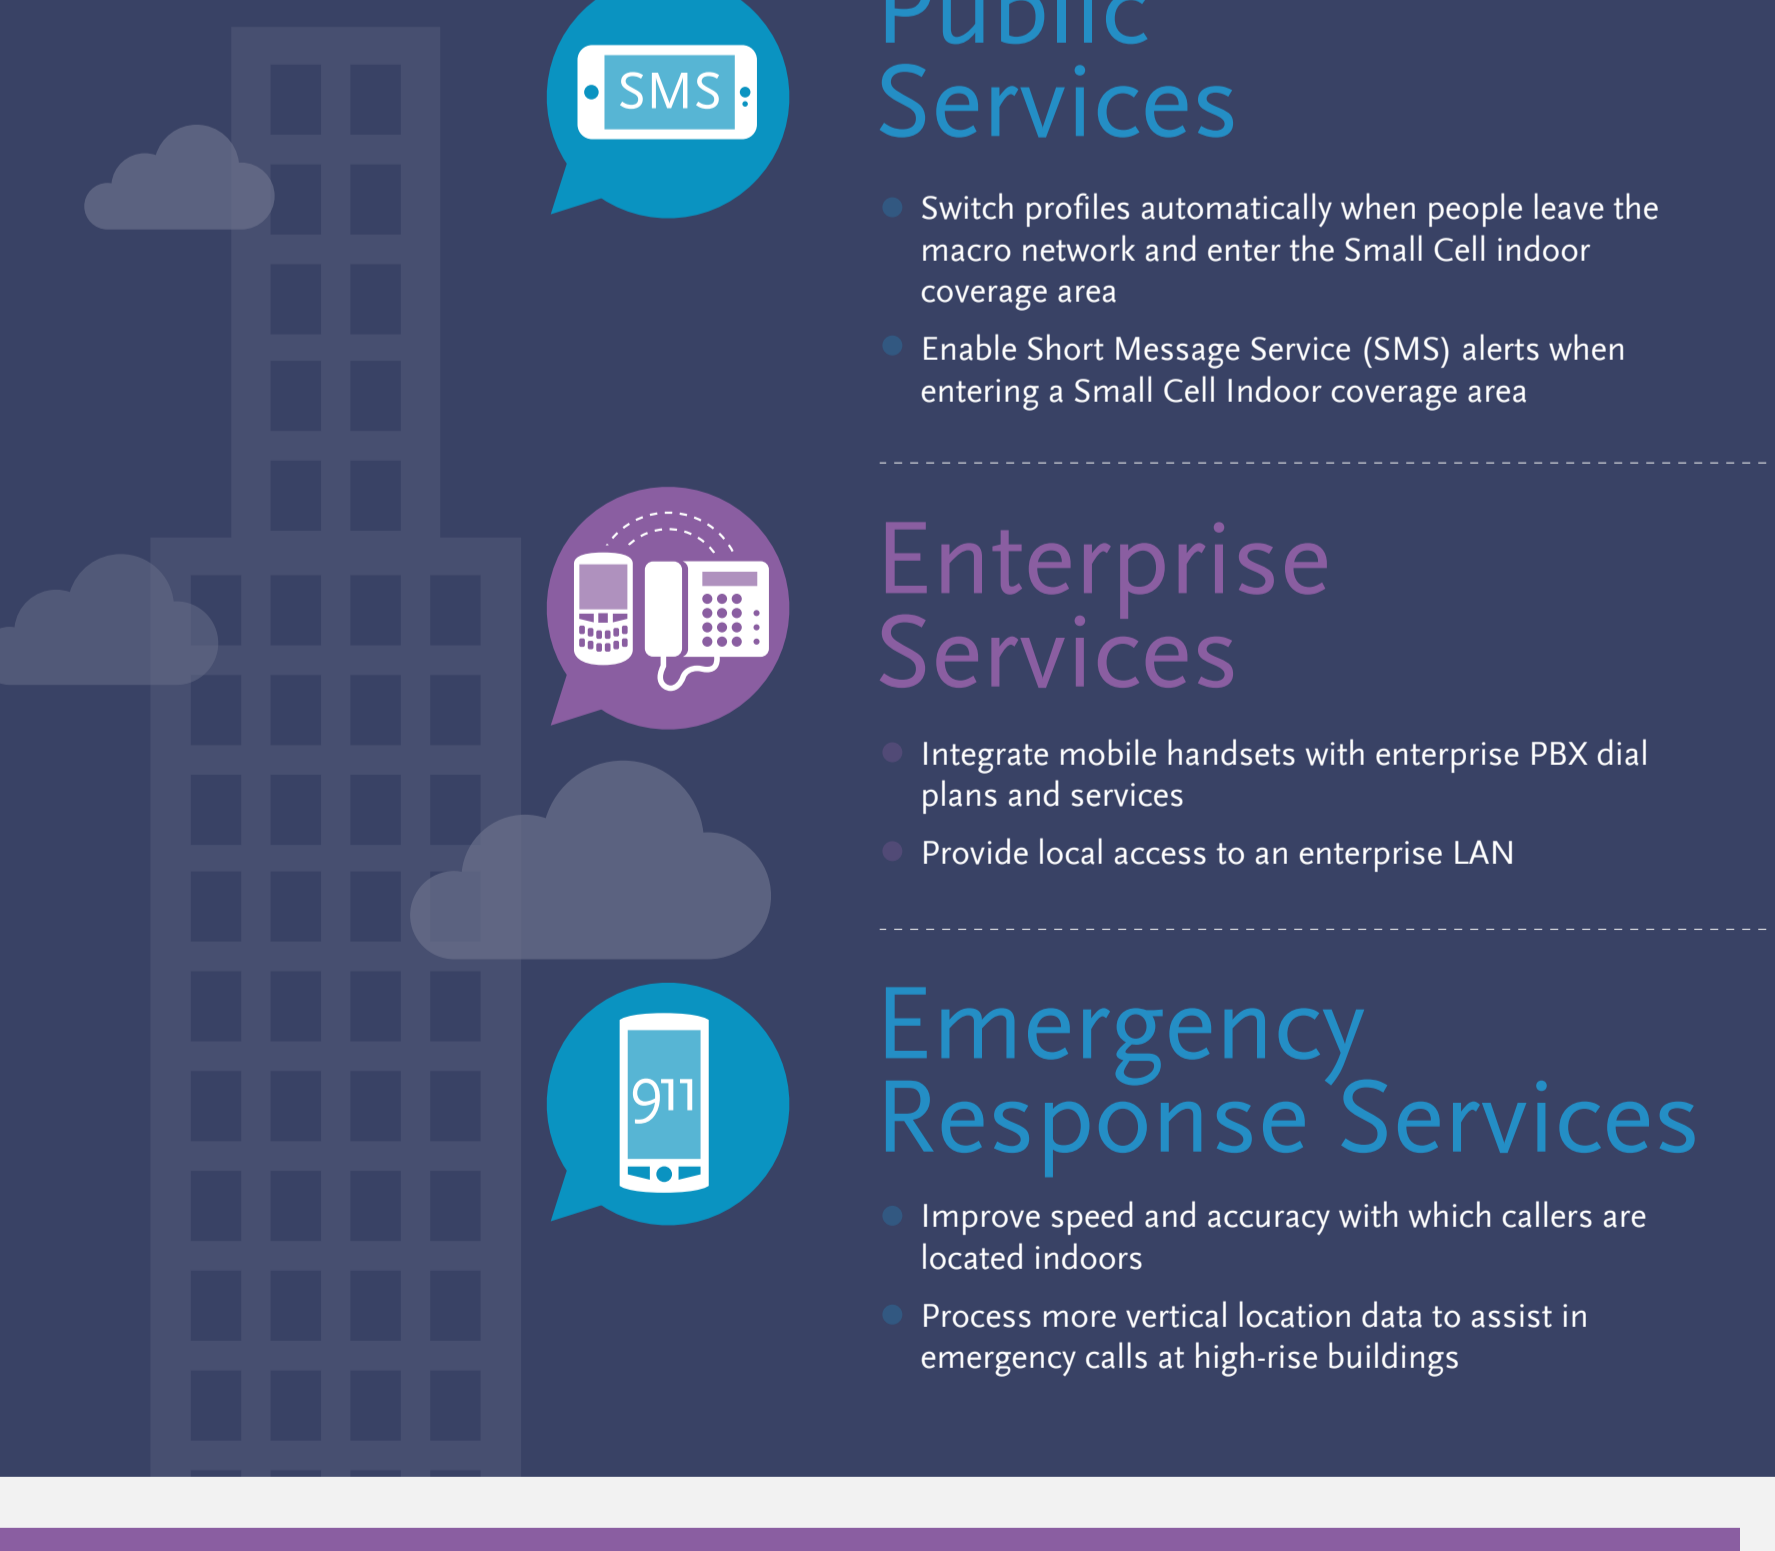 Public
Services
SMS
Switch profiles automatically when people leave the
macro network and enter the Small Cell indoor
coverage area
Enable Short Message Service (SMS) alerts when
entering a Small Cell Indoor coverage area
Enterprise
Services
Integrate mobile handsets with enterprise PBX dial
plans and services
Provide local access to an enterprise LAN
Emergency
Response Services
911
Improve speed and accuracy with which callers are
located indoors
Process more vertical location data to assist in
emergency calls at high-rise buildings